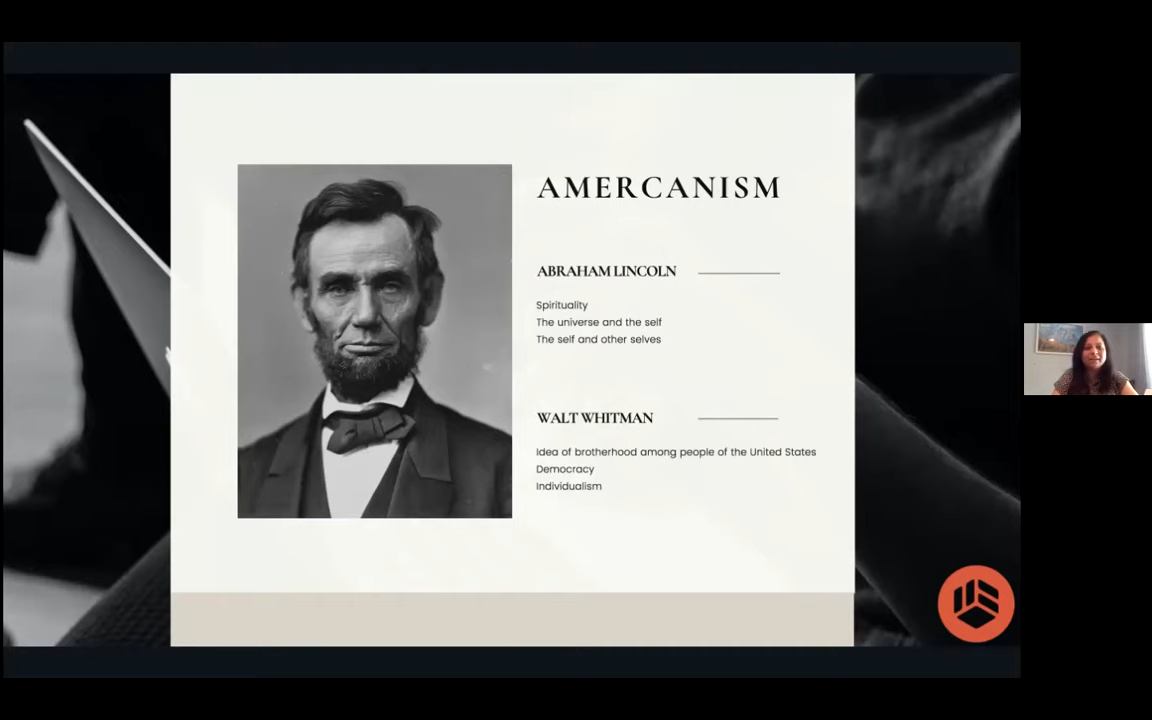 AMERCANISM
ABRAHAM LINCOLN
Spirituality
The universe and the self
The self and other selves
WALT WHITMAN
Idea of brotherhood among people of the United States
Democracy
Individualism